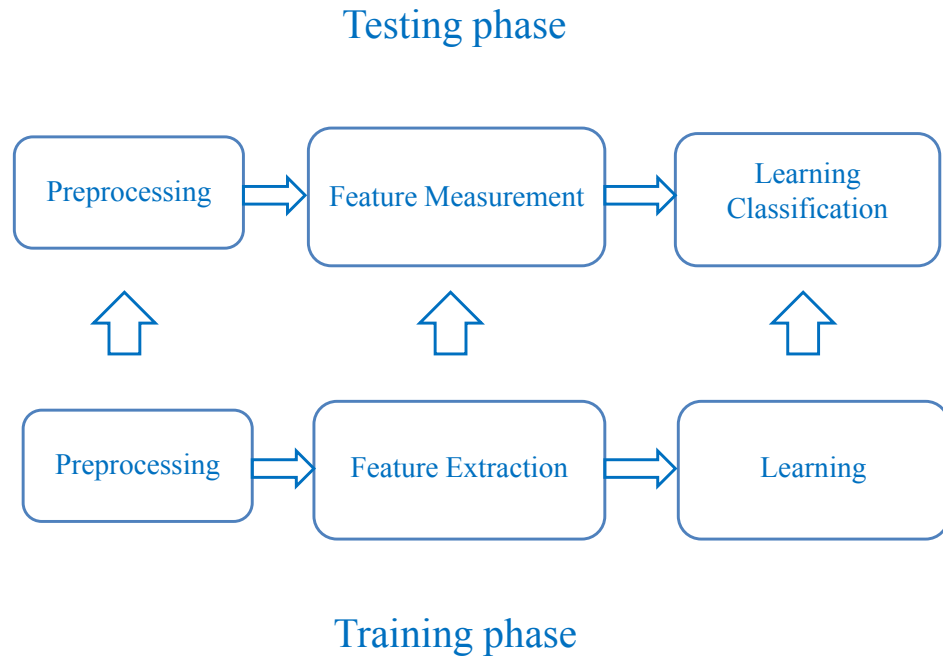 Testing phase
Preprocessing
Feature Measurement
Learning
Classification
Preprocessing
Feature Extraction
Learning
Training phase